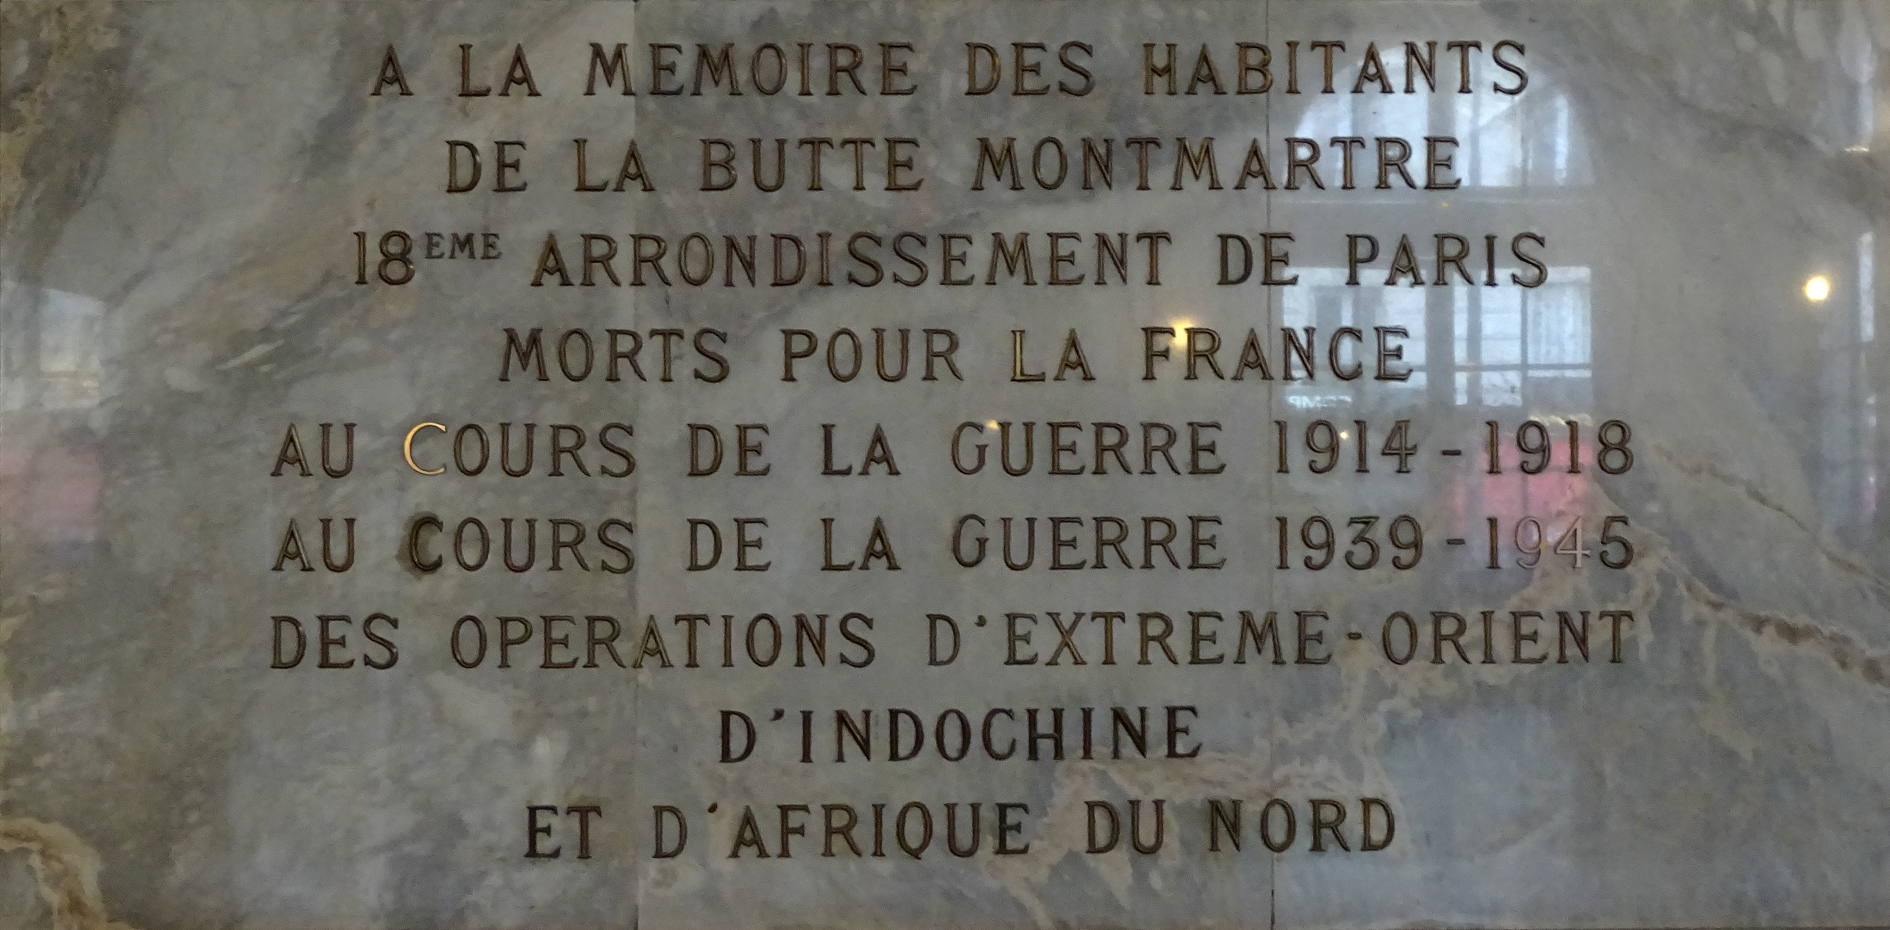 A LA MEMOIRE DES HABITANTS
DE LA BUTTE MONTMARTRE
18EME ARRONDISSEMENT DE PARIS
MORTS POUR LA FRANCE
AU COURS DE LA GUERRE 1914-1918
AU COURS DE LA GUERRE 1939-1945
DES OPERATIONS D'EXTREME-ORIENT
D'INDOCHINE
ET D'AFRIQUE DU NORD